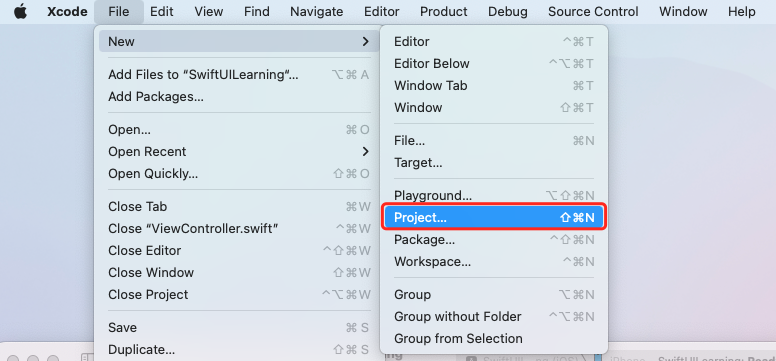 Xcode File Edit View Find Navigate Editor Product Debug Source Control Window Help
New >
Add Files to “SwiftUILearning”... ⌥⌘A
Add Packages...
Open... ⌘O
Open Recent >
Open Quickly... ⇧⌘O
Close Tab ⌘W
Close “ViewController.swift” ^⌘W
Close Editor ^⇧⌘W
Close Window ⇧⌘W
Close Project ^⌥⌘W
Save ⌘S
Duplicate... ⇧⌘S
Editor ^⌘T
Editor Below ^⌥⌘T
Window Tab ⌘T
Window ⇧⌘T
File... ⌘N
Target...
Playground... ⌥⇧⌘N
Project... ⇧⌘N
Package... ^⇧⌘N
Workspace... ^⌘N
Group ⌥⌘N
Group without Folder ^⌥⌘N
Group from Selection